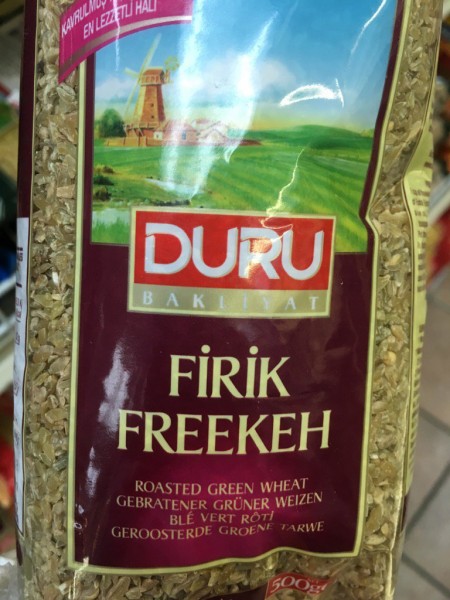 KAVRULMUŞ
EN LEZZETLİ HALİ
DURU
BAKLİYAT
FİRİK
FREEKEH
ROASTED GREEN WHEAT
GEBRATENER GRÜNER WEIZEN
BLÉ VERT RÔTI
GEROOSTERDE GROENE TARWE
500g